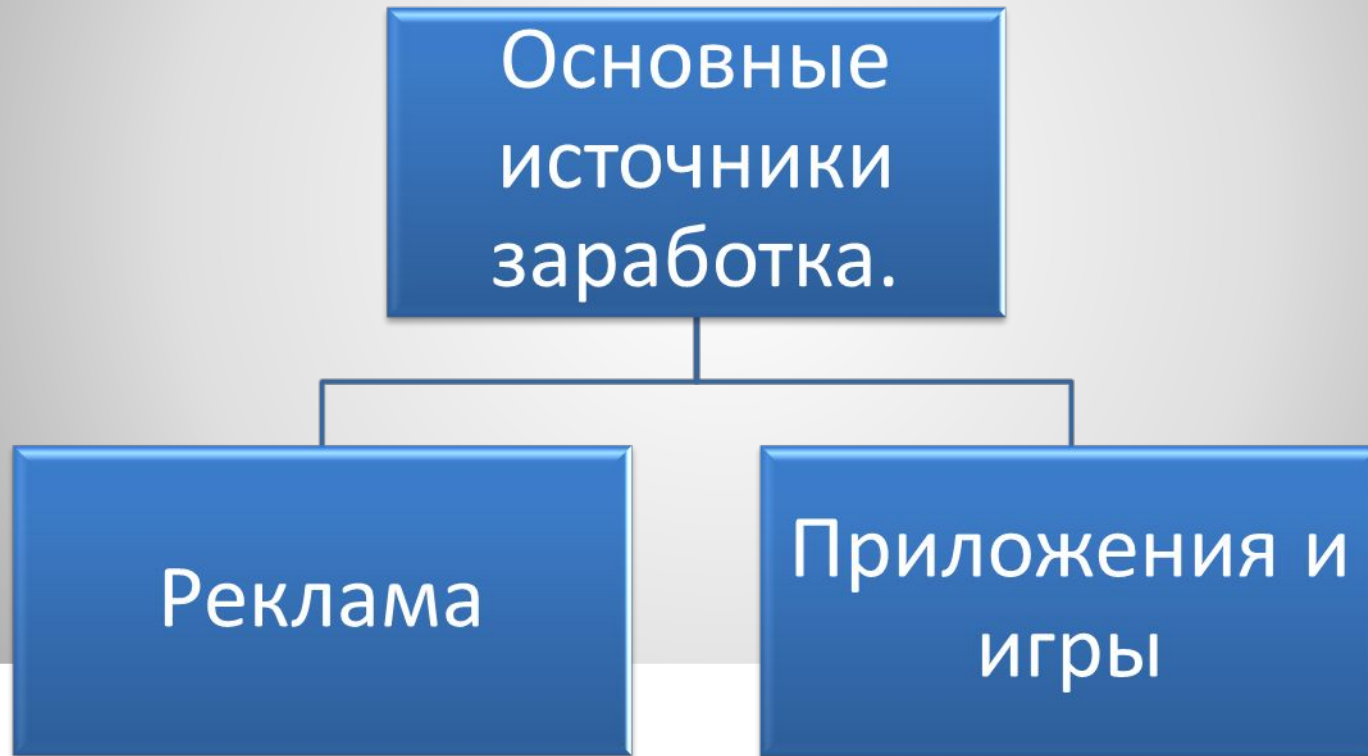 Основные
источники
заработка.
Реклама
Приложения и
игры